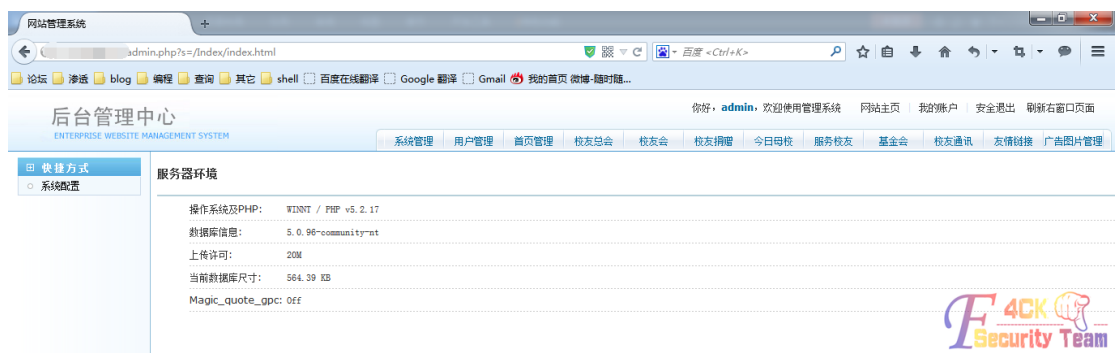 网站管理系统
admin.php?s=/Index/index.html
百度 <Ctrl+K>
论坛 渗透 blog 编程 查询 其它 shell 百度在线翻译 Google 翻译 Gmail 我的首页 微博-随时随...
后台管理中心
ENTERPRISE WEBSITE MANAGEMENT SYSTEM
你好，admin，欢迎使用管理系统 网站主页 我的账户 安全退出 刷新右窗口页面
系统管理 用户管理 首页管理 校友总会 校友会 校友捐赠 今日母校 服务校友 基金会 校友通讯 友情链接 广告图片管理
快捷方式
系统配置
服务器环境
操作系统及PHP: WINNT / PHP v5.2.17
数据库信息: 5.0.96-community-nt
上传许可: 20M
当前数据库尺寸: 564.39 KB
Magic_quote_gpc: Off
F4CK
Security Team